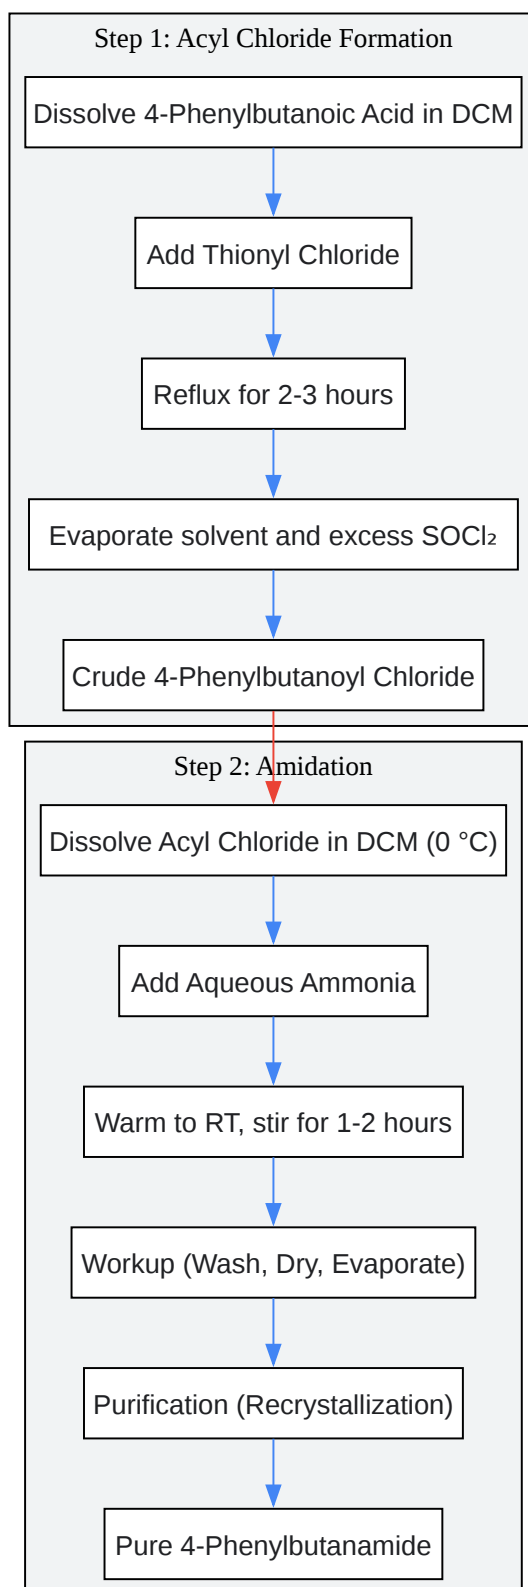 Step 1: Acyl Chloride Formation
Dissolve 4-Phenylbutanoic Acid in DCM
Add Thionyl Chloride
Reflux for 2-3 hours
Evaporate solvent and excess SOCl₂
Crude 4-Phenylbutanoyl Chloride
Step 2: Amidation
Dissolve Acyl Chloride in DCM (0 °C)
Add Aqueous Ammonia
Warm to RT, stir for 1-2 hours
Workup (Wash, Dry, Evaporate)
Purification (Recrystallization)
Pure 4-Phenylbutanamide